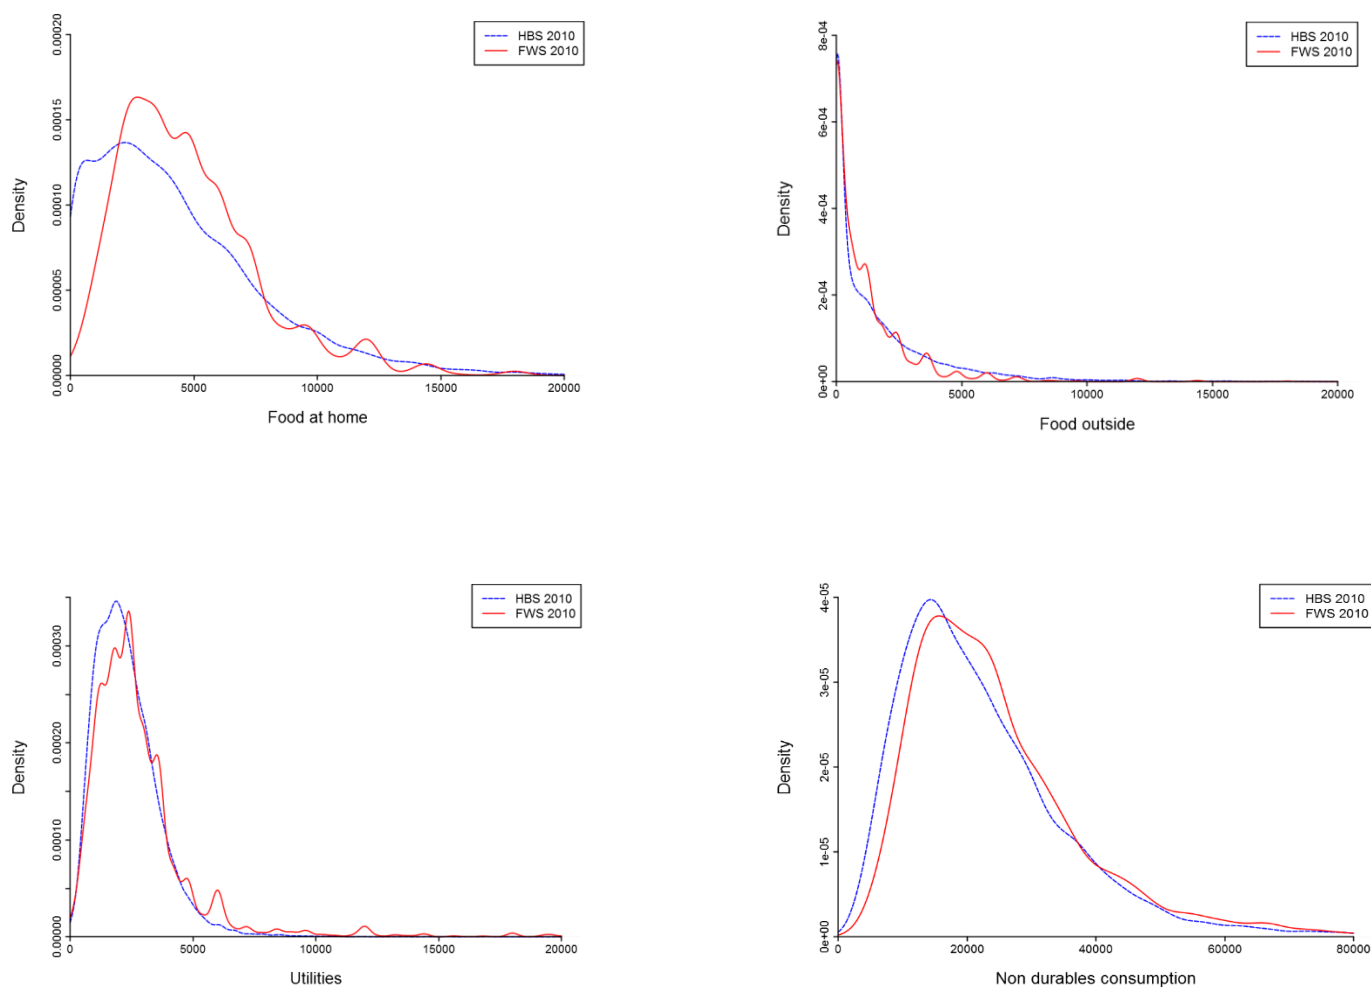 HBS 2010
FWS 2010
0.00020
0.00015
0.00010
0.00005
0.00000
Density
0 5000 10000 15000 20000
Food at home
HBS 2010
FWS 2010
8e-04
6e-04
4e-04
2e-04
0e+00
Density
0 5000 10000 15000 20000
Food outside
HBS 2010
FWS 2010
0.00030
0.00020
0.00010
0.00000
Density
0 5000 10000 15000 20000
Utilities
HBS 2010
FWS 2010
4e-05
3e-05
2e-05
1e-05
0e+00
Density
0 20000 40000 60000 80000
Non durables consumption